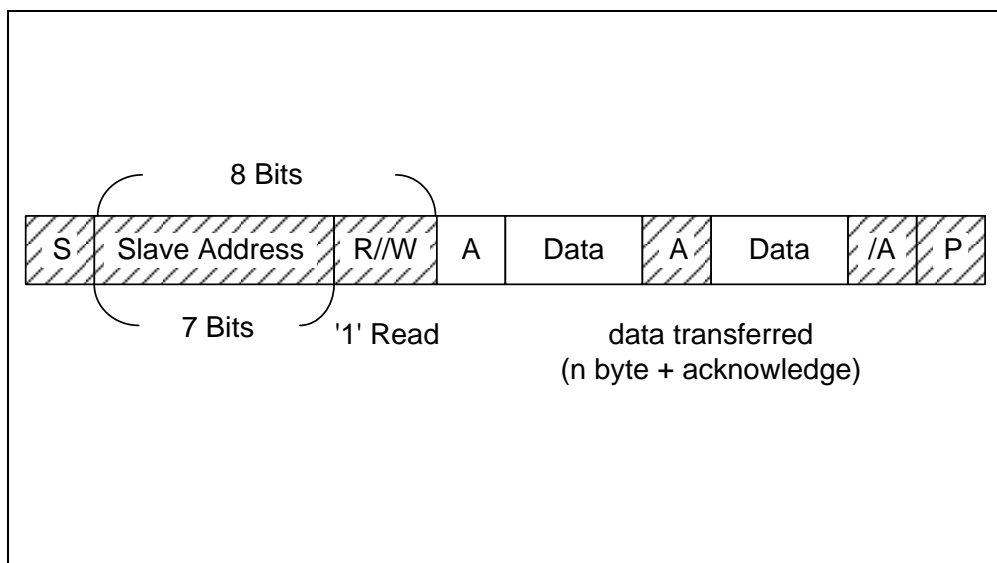 8 Bits
S Slave Address R//W A Data A Data /A P
7 Bits '1' Read data transferred
(n byte + acknowledge)